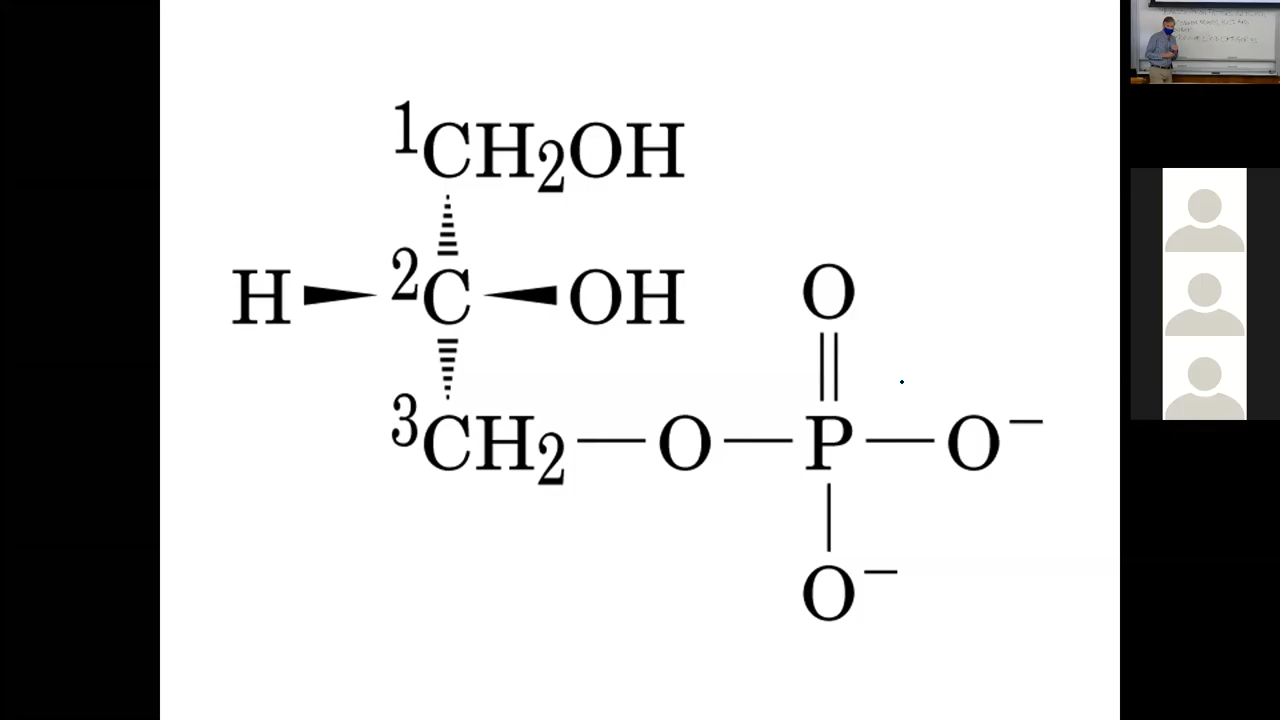 ¹CH₂OH
H ²C OH
O
³CH₂—O—P—O⁻
O⁻